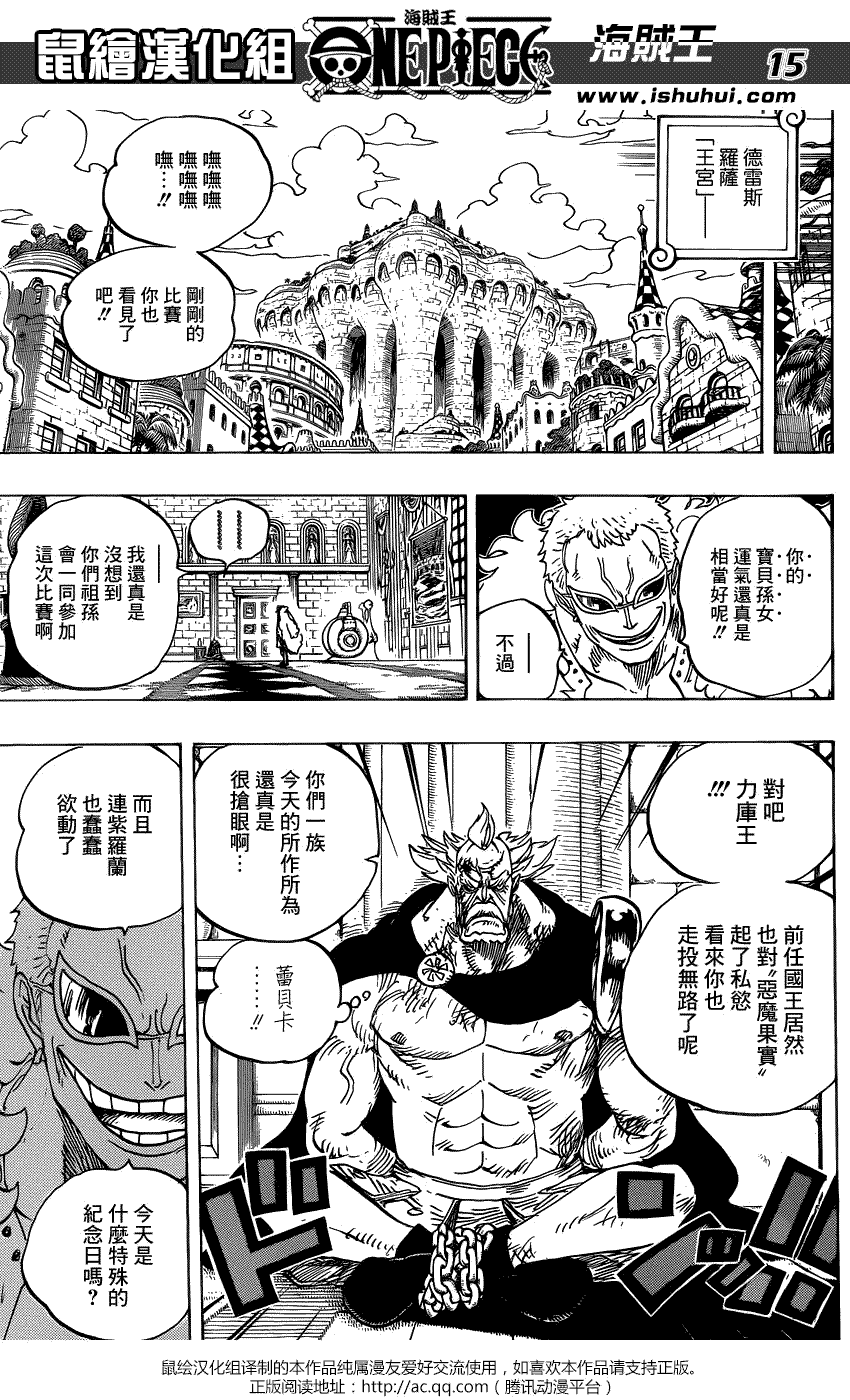 鼠繪漢化組
海賊王
ONE PIECE
海賊王
15
www.ishuhui.com
德雷斯
羅薩
「王宮」——
嘸嘸嘸
嘸嘸嘸
嘸…!!
剛剛的
比賽
你也
看見了
吧!!
你的
寶貝孫女
運氣還真是
相當好呢!!
——
不過
……
……
——
我還真是
沒想到
你們祖孫
會一同參加
這次比賽啊
對吧
力庫王
!!!
前任國王居然
也對〝惡魔果實〞
起了私慾
看來你也
走投無路了呢
你們一族
今天的所作所為
還真是
很搶眼啊…
蕾貝卡
……!!
ドドド
ゴゴゴゴ
而且
連紫羅蘭
也蠢蠢
欲動了
今天是
什麼特殊的
紀念日嗎?
鼠绘汉化组译制的本作品纯属漫友爱好交流使用，如喜欢本作品请支持正版。
正版阅读地址：http://ac.qq.com（腾讯动漫平台）